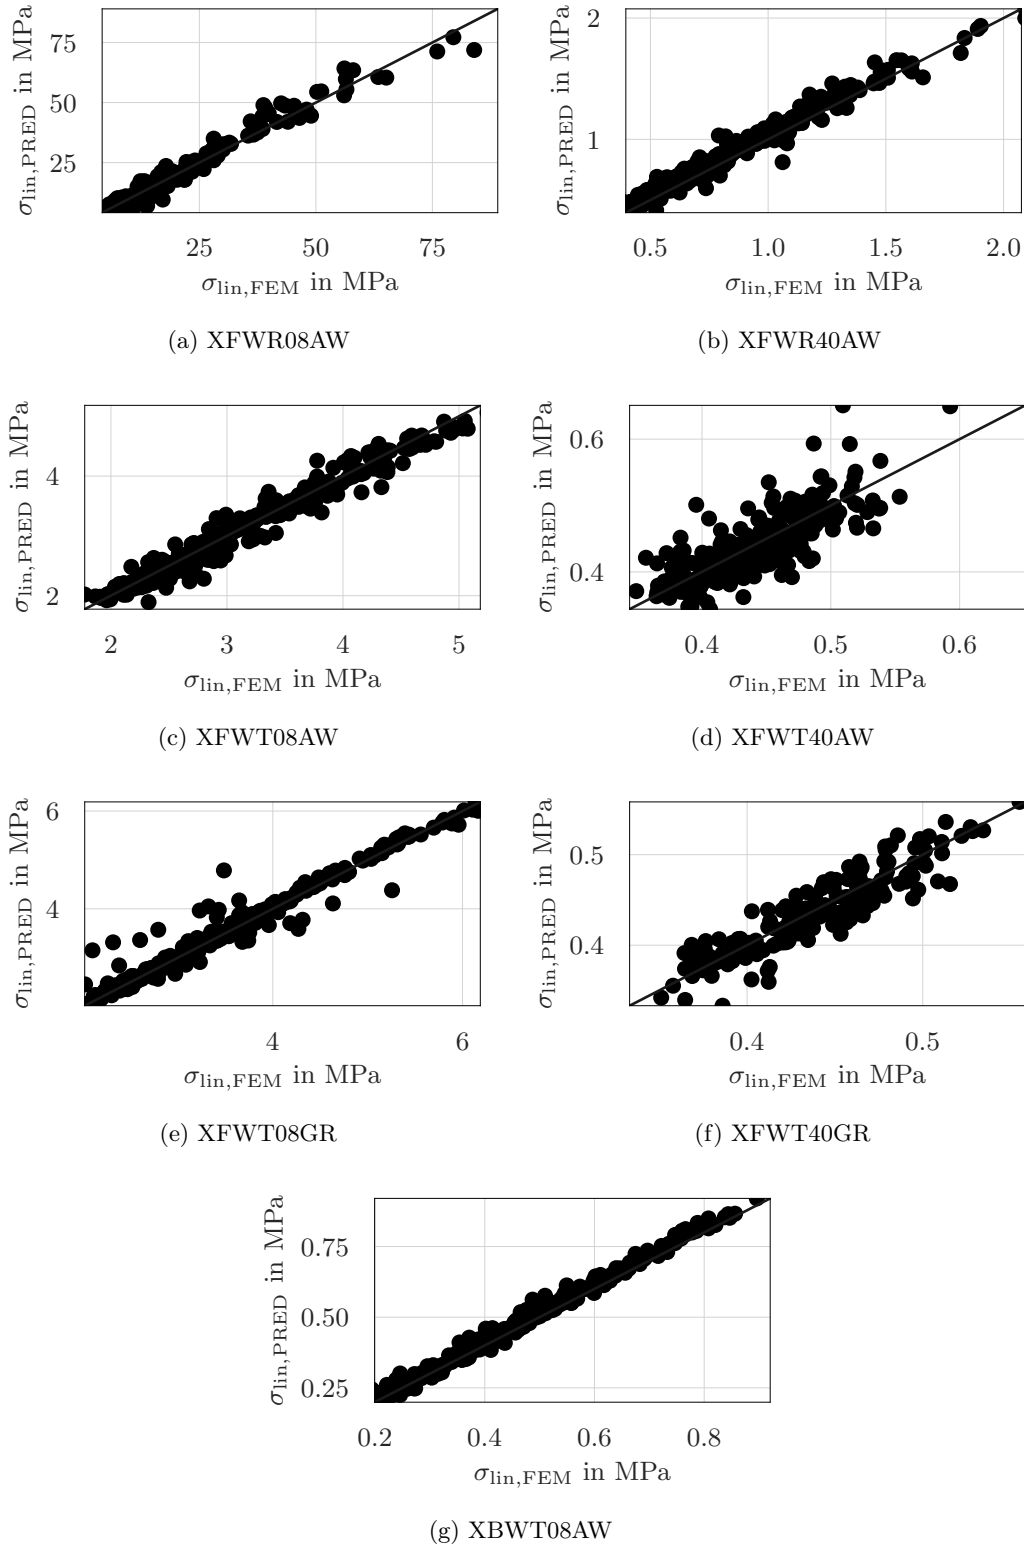 σlin,PRED in MPa
75
50
25
25 50 75
σlin,FEM in MPa
(a) XFWR08AW
σlin,PRED in MPa
2
1
0.5 1.0 1.5 2.0
σlin,FEM in MPa
(b) XFWR40AW
σlin,PRED in MPa
4
2
2 3 4 5
σlin,FEM in MPa
(c) XFWT08AW
σlin,PRED in MPa
0.6
0.4
0.4 0.5 0.6
σlin,FEM in MPa
(d) XFWT40AW
σlin,PRED in MPa
6
4
4 6
σlin,FEM in MPa
(e) XFWT08GR
σlin,PRED in MPa
0.5
0.4
0.4 0.5
σlin,FEM in MPa
(f) XFWT40GR
σlin,PRED in MPa
0.75
0.50
0.25
0.2 0.4 0.6 0.8
σlin,FEM in MPa
(g) XBWT08AW